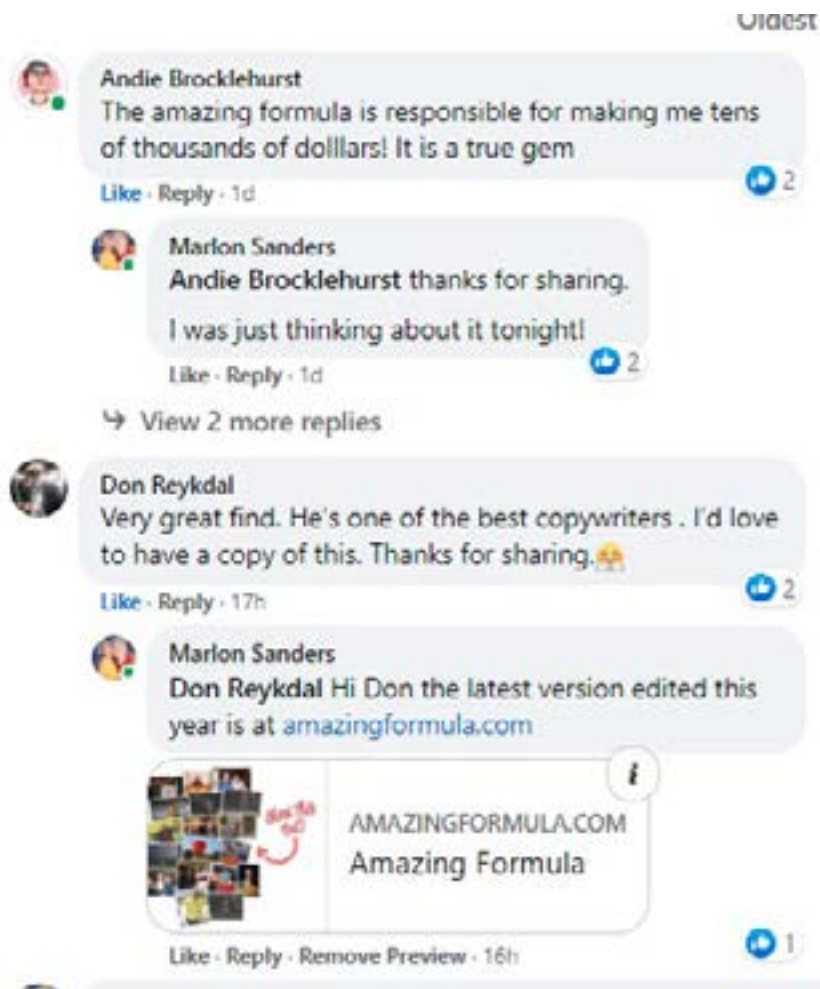 Oldest
Andie Brocklehurst
The amazing formula is responsible for making me tens
of thousands of dolllars! It is a true gem
Like · Reply · 1d
2
Marlon Sanders
Andie Brocklehurst thanks for sharing.
I was just thinking about it tonight!
2
Like · Reply · 1d
View 2 more replies
Don Reykdal
Very great find. He's one of the best copywriters . I'd love
to have a copy of this. Thanks for sharing.
2
Like · Reply · 17h
Marlon Sanders
Don Reykdal Hi Don the latest version edited this
year is at amazingformula.com
i
AMAZINGFORMULA.COM
Amazing Formula
1
Like · Reply · Remove Preview · 16h